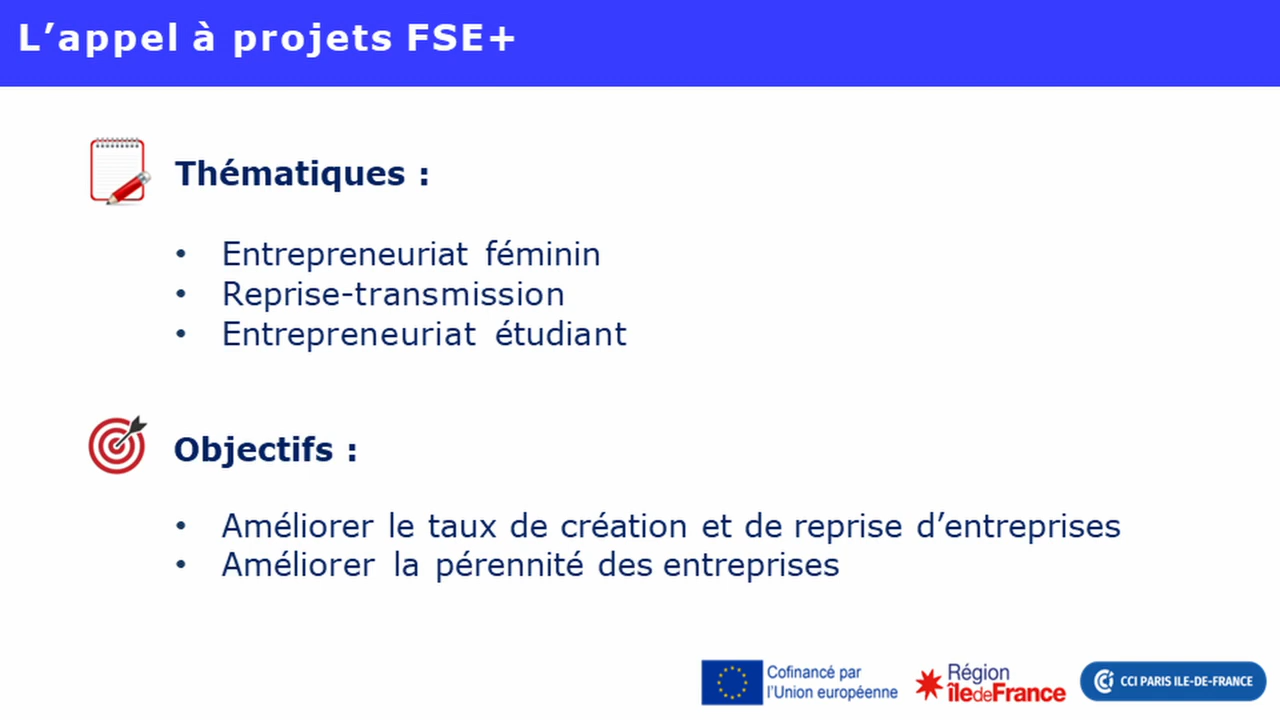 L’appel à projets FSE+
Thématiques :
• Entrepreneuriat féminin
• Reprise-transmission
• Entrepreneuriat étudiant
Objectifs :
• Améliorer le taux de création et de reprise d’entreprises
• Améliorer la pérennité des entreprises
Cofinancé par
l’Union européenne
Région
îledeFrance
CCI PARIS ILE-DE-FRANCE